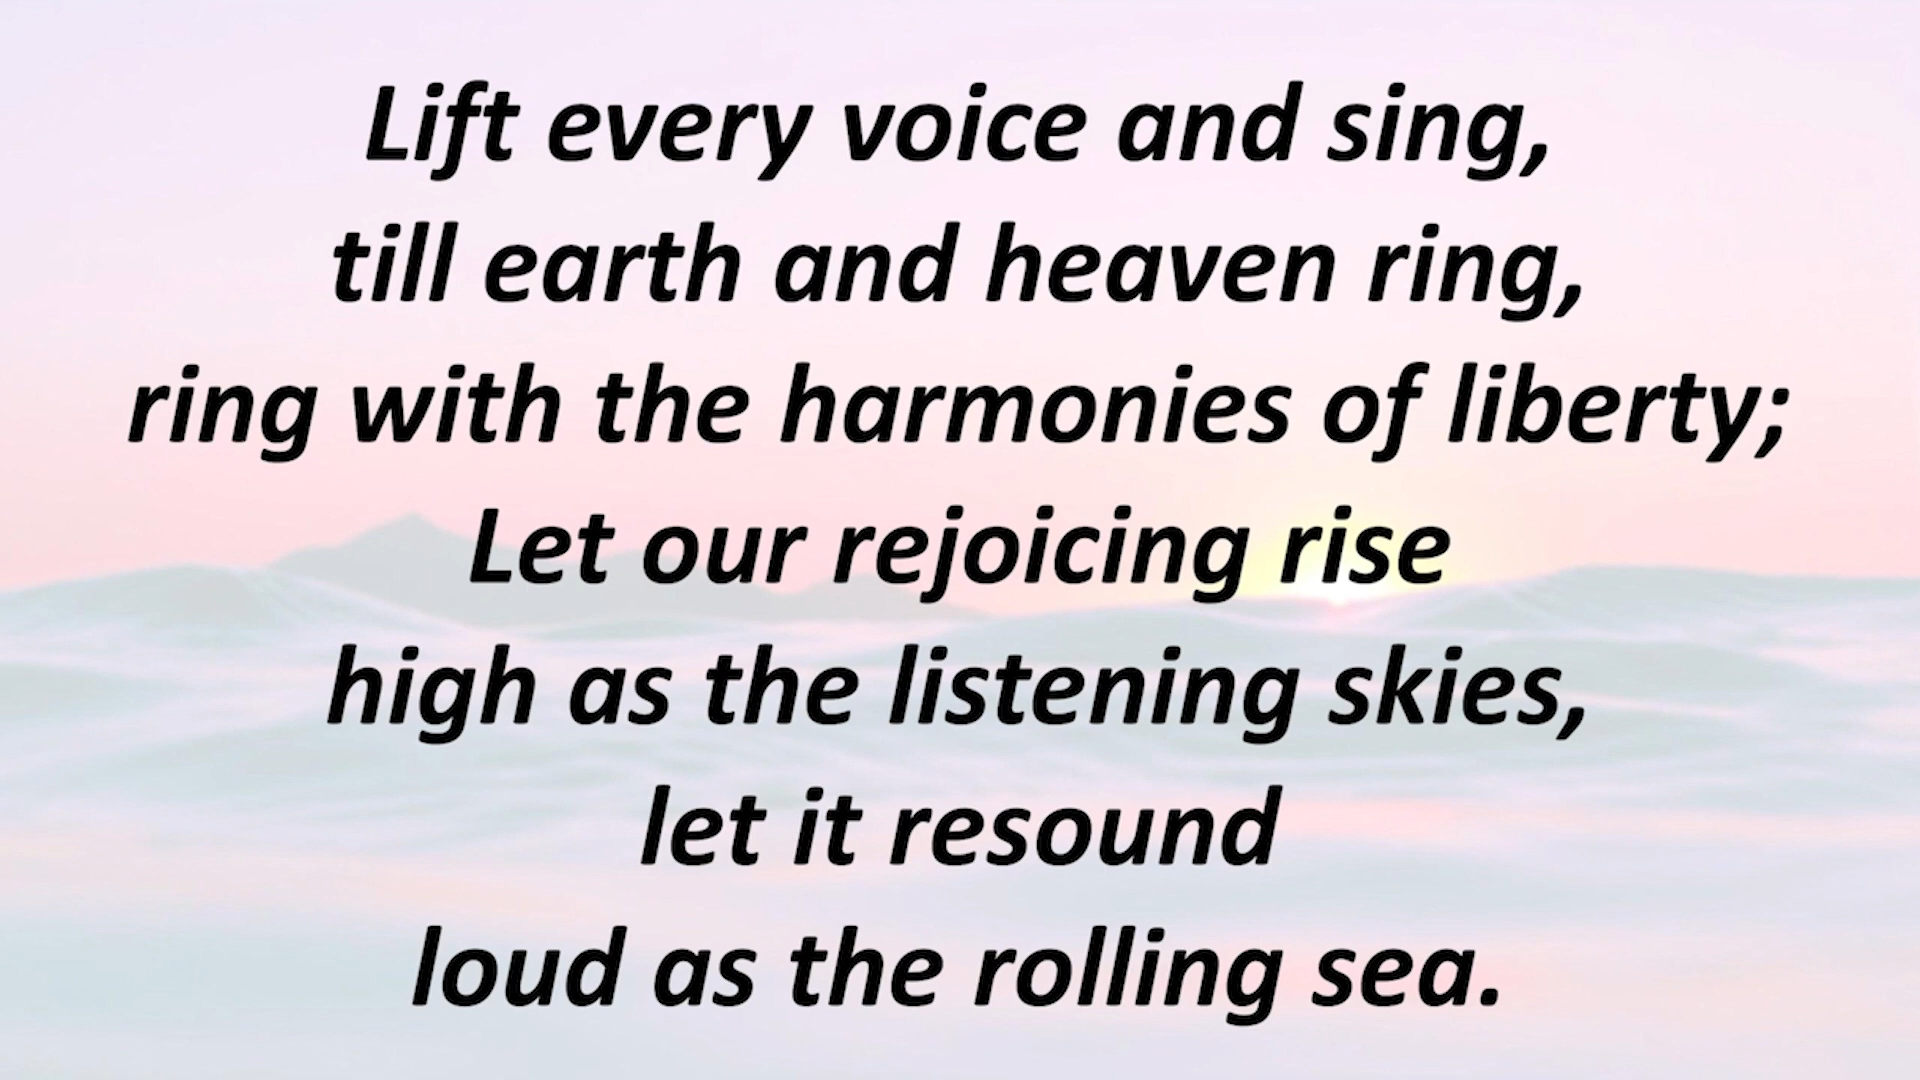 Lift every voice and sing,
till earth and heaven ring,
ring with the harmonies of liberty;
Let our rejoicing rise
high as the listening skies,
let it resound
loud as the rolling sea.